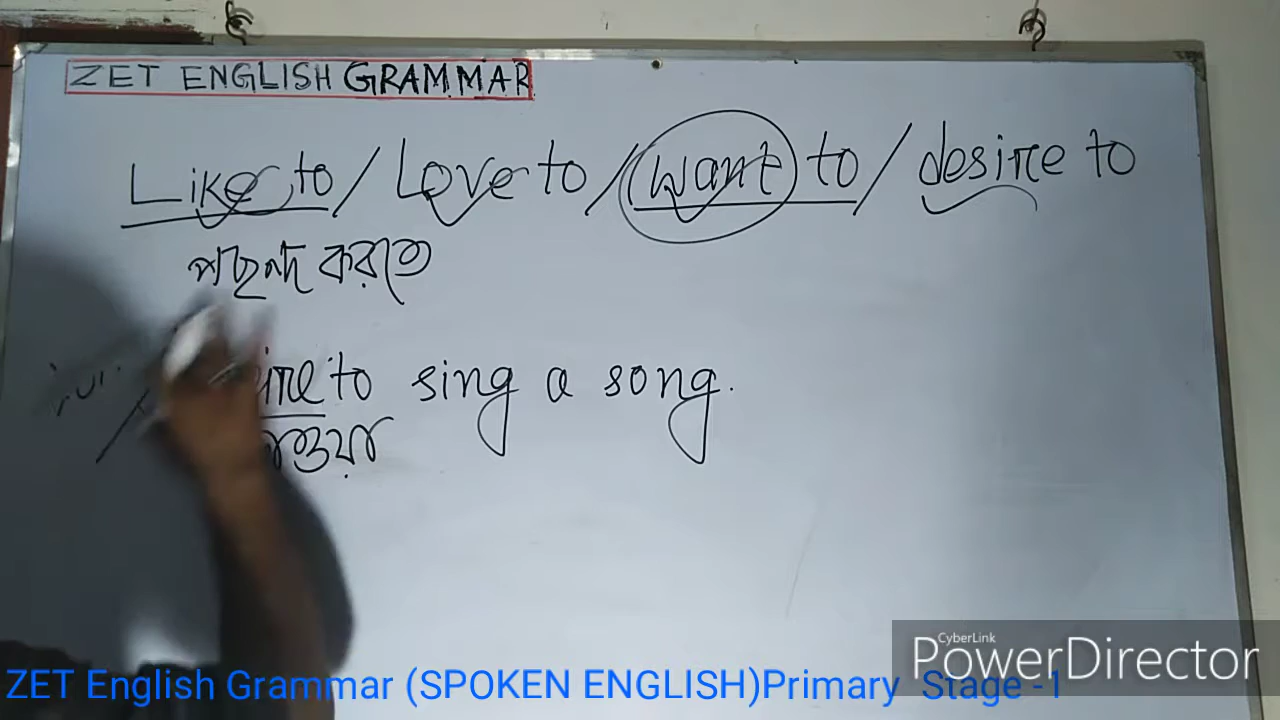 ZET ENGLISH GRAMMAR
Like to / Love to / want to / desire to
পছন্দ করতে
to sing a song.
CyberLink
PowerDirector
ZET English Grammar (SPOKEN ENGLISH)Primary Stage -1